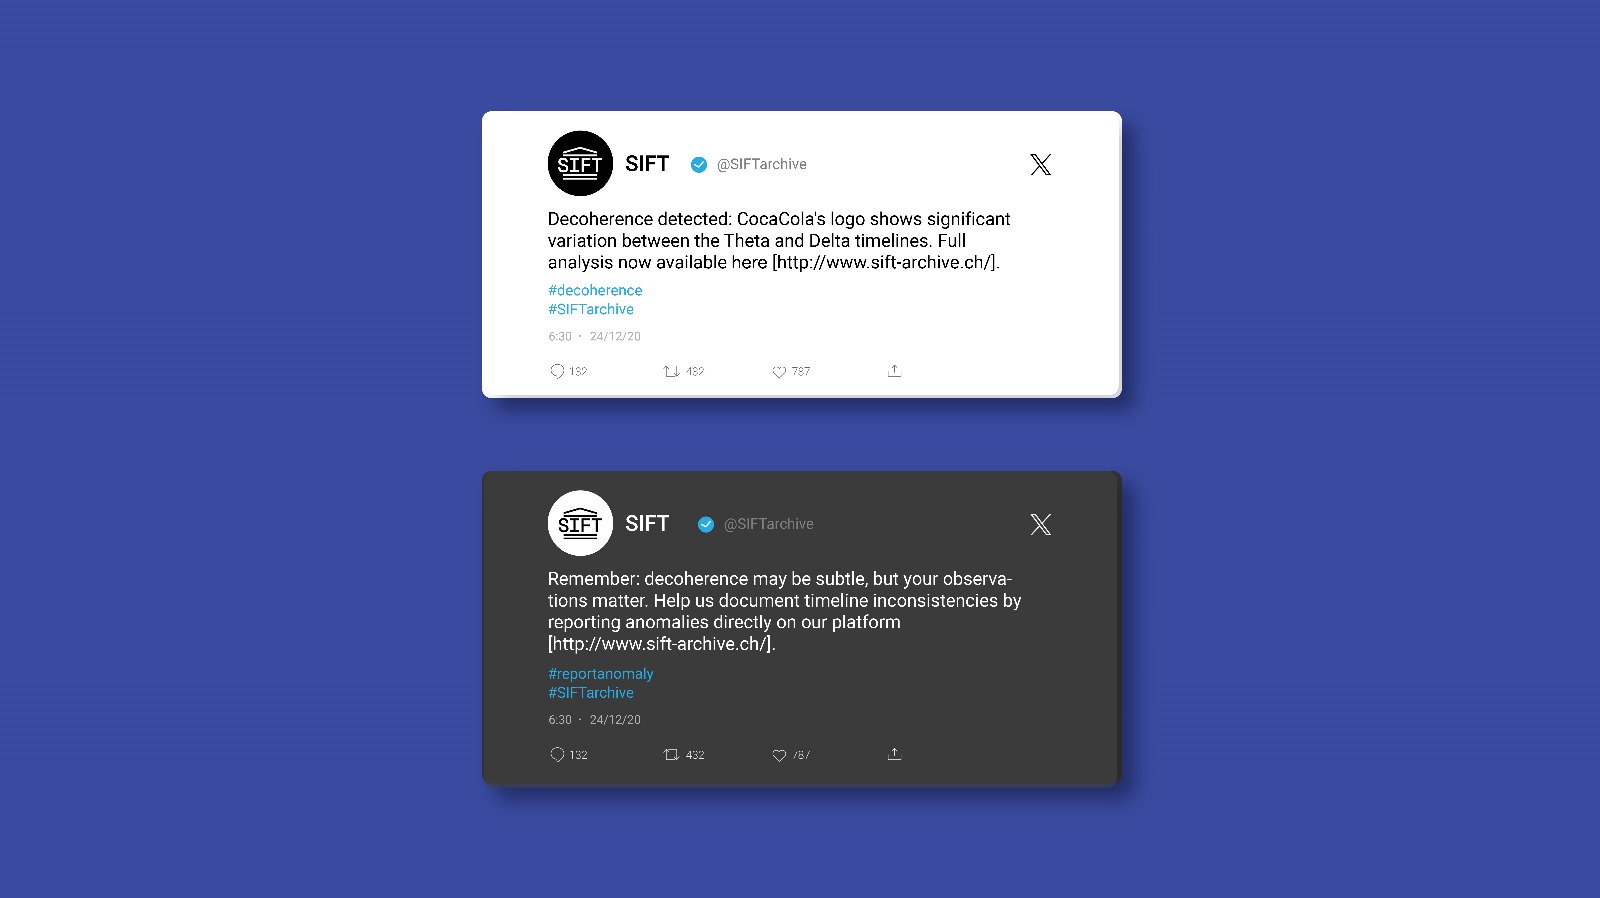 SIFT
SIFT @SIFTarchive
Decoherence detected: CocaCola's logo shows significant
variation between the Theta and Delta timelines. Full
analysis now available here [http://www.sift-archive.ch/].
#decoherence
#SIFTarchive
6:30 · 24/12/20
132 432 787
SIFT
SIFT @SIFTarchive
Remember: decoherence may be subtle, but your observa-
tions matter. Help us document timeline inconsistencies by
reporting anomalies directly on our platform
[http://www.sift-archive.ch/].
#reportanomaly
#SIFTarchive
6:30 · 24/12/20
132 432 787